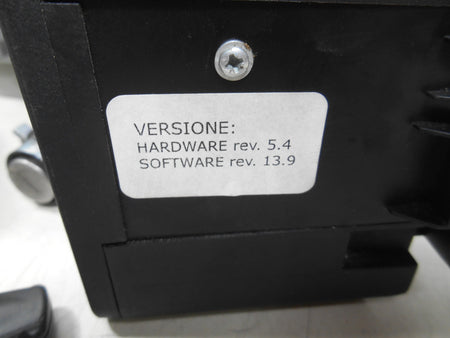 VERSIONE:
HARDWARE rev. 5.4
SOFTWARE rev. 13.9